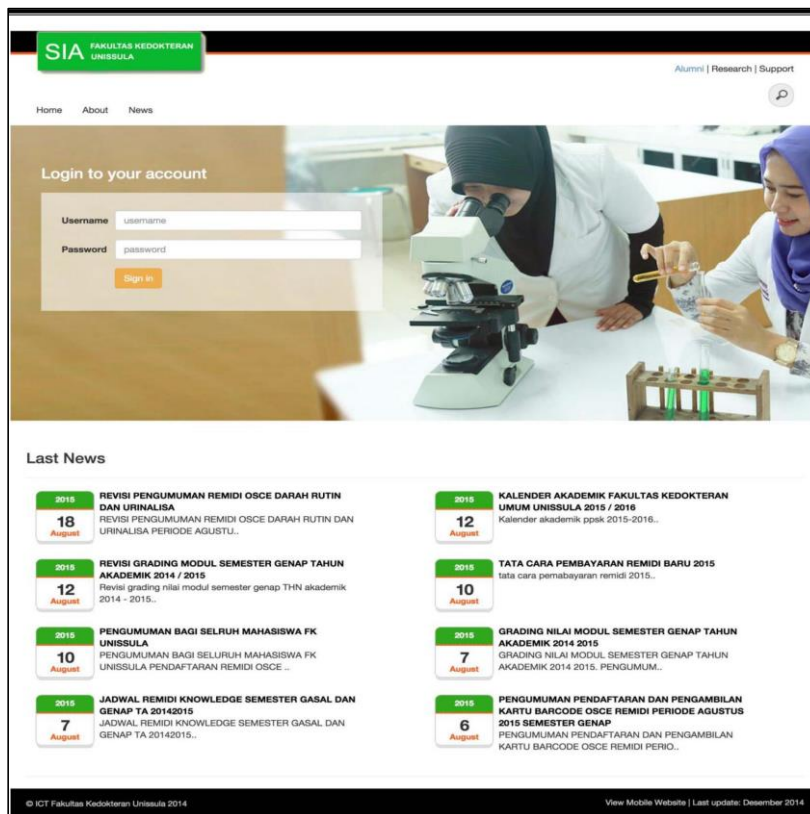 SIA FAKULTAS KEDOKTERAN
UNISSULA
Alumni | Research | Support
Home About News
Login to your account
Username username
Password password
Sign in
Last News
2015
18
August
REVISI PENGUMUMAN REMIDI OSCE DARAH RUTIN
DAN URINALISA
REVISI PENGUMUMAN REMIDI OSCE DARAH RUTIN DAN
URINALISA PERIODE AGUSTU..
2015
12
August
KALENDER AKADEMIK FAKULTAS KEDOKTERAN
UMUM UNISSULA 2015 / 2016
Kalender akademik ppsk 2015-2016..
2015
12
August
REVISI GRADING MODUL SEMESTER GENAP TAHUN
AKADEMIK 2014 / 2015
Revisi grading nilai modul semester genap THN akademik
2014 - 2015..
2015
10
August
TATA CARA PEMBAYARAN REMIDI BARU 2015
tata cara pemabayaran remidi 2015..
2015
10
August
PENGUMUMAN BAGI SELRUH MAHASISWA FK
UNISSULA
PENGUMUMAN BAGI SELURUH MAHASISWA FK
UNISSULA PENDAFTARAN REMIDI OSCE ..
2015
7
August
GRADING NILAI MODUL SEMESTER GENAP TAHUN
AKADEMIK 2014 2015
GRADING NILAI MODUL SEMESTER GENAP TAHUN
AKADEMIK 2014 2015. PENGUMUM..
2015
7
August
JADWAL REMIDI KNOWLEDGE SEMESTER GASAL DAN
GENAP TA 20142015
JADWAL REMIDI KNOWLEDGE SEMESTER GASAL DAN
GENAP TA 20142015..
2015
6
August
PENGUMUMAN PENDAFTARAN DAN PENGAMBILAN
KARTU BARCODE OSCE REMIDI PERIODE AGUSTUS
2015 SEMESTER GENAP
PENGUMUMAN PENDAFTARAN DAN PENGAMBILAN
KARTU BARCODE OSCE REMIDI PERIO..
© ICT Fakultas Kedokteran Unissula 2014
View Mobile Website | Last update: Desember 2014